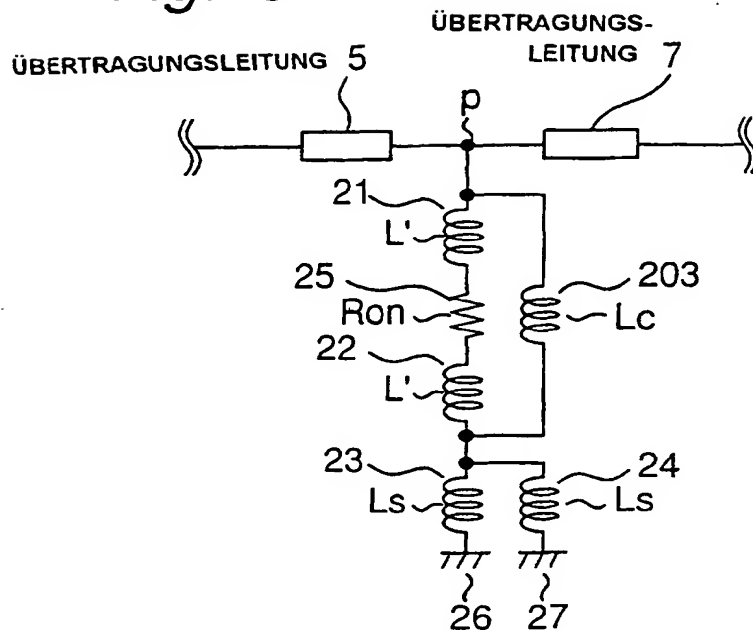 ÜBERTRAGUNGS-
LEITUNG 7
ÜBERTRAGUNGSLEITUNG 5
p
21
L'
25
203
Ron
Lc
22
L'
23
24
Ls
Ls
26
27